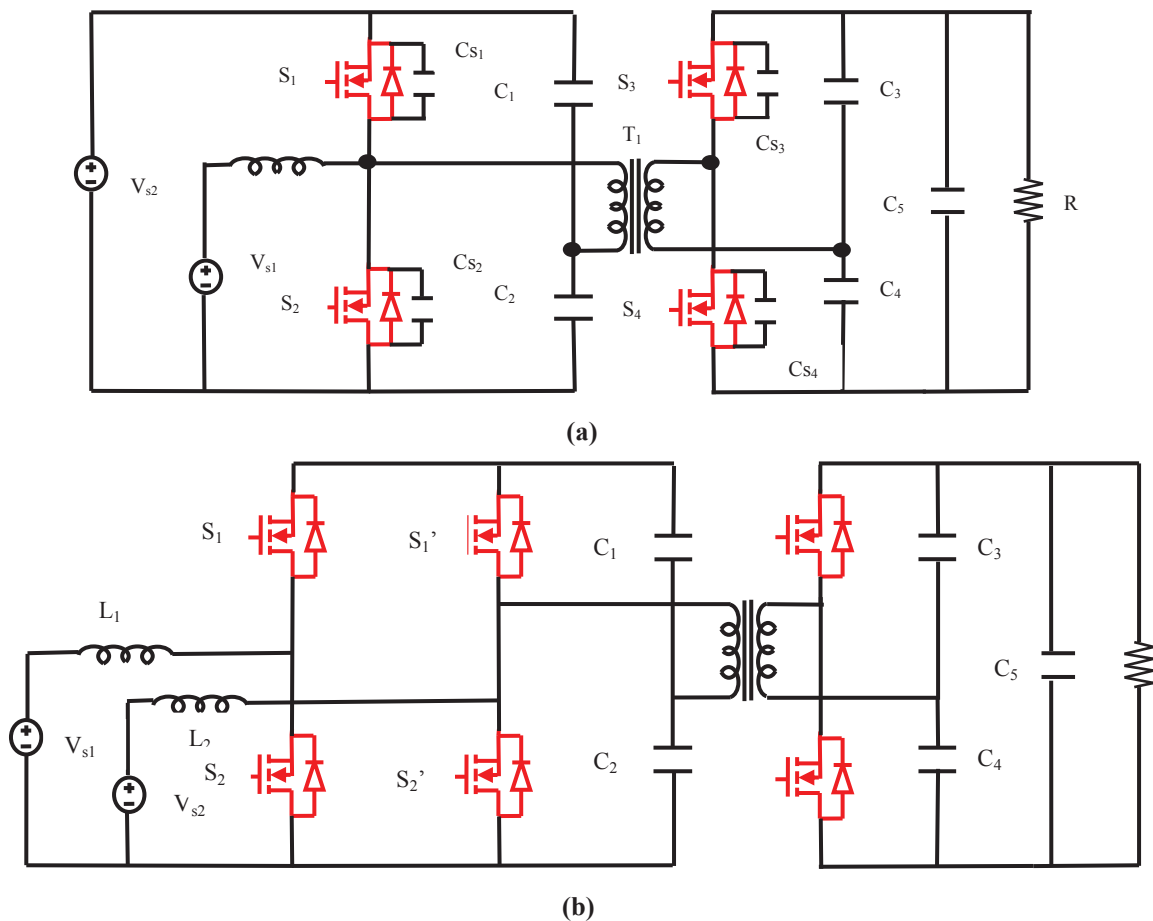 Cs₁
S₁
C₁
S₃
C₃
T₁
Cs₃
Vs2
C₅
R
Vs1
Cs₂
C₂
S₂
S₄
C₄
Cs₄
(a)
S₁
S₁’
C₁
C₃
L₁
C₅
Vs1
L₂
S₂
S₂’
C₂
C₄
Vs2
(b)